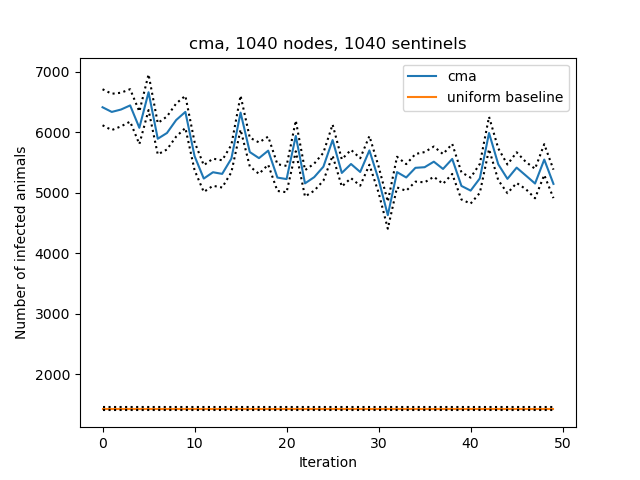 cma, 1040 nodes, 1040 sentinels
cma
uniform baseline
Number of infected animals
7000
6000
5000
4000
3000
2000
0 10 20 30 40 50
Iteration